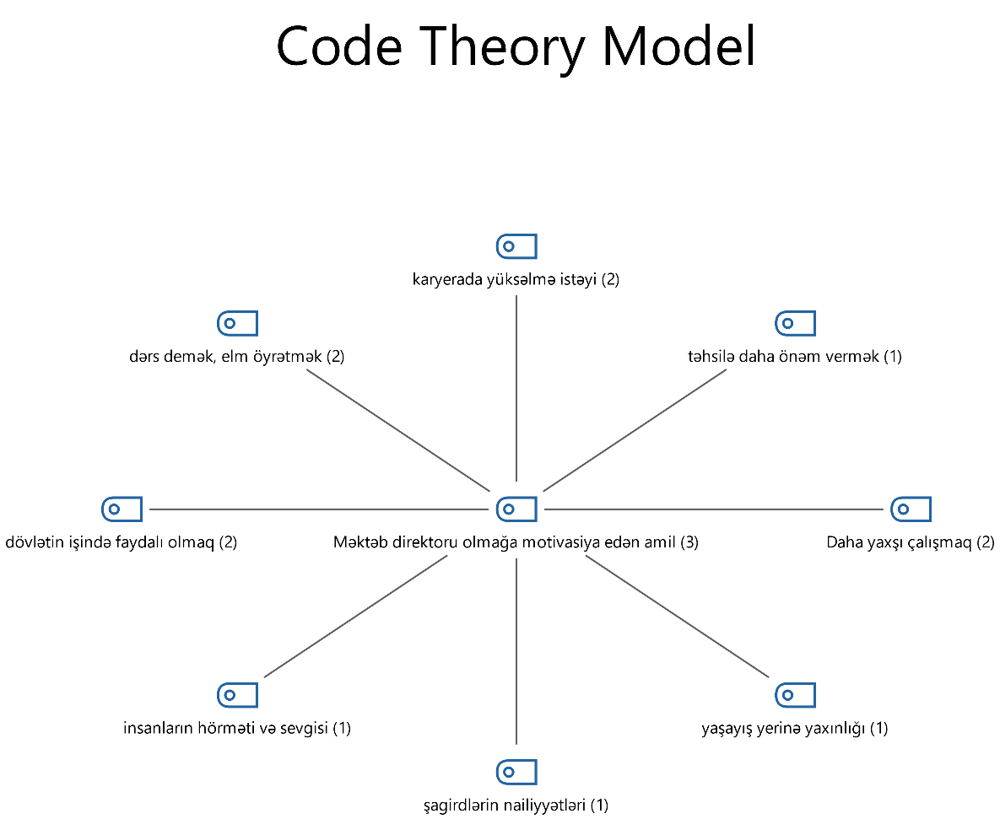 Code Theory Model
karyerada yüksəlmə istəyi (2)
dərs demək, elm öyrətmək (2)
təhsilə daha önəm vermək (1)
dövlətin işində faydalı olmaq (2)
Məktəb direktoru olmağa motivasiya edən amil (3)
Daha yaxşı çalışmaq (2)
insanların hörməti və sevgisi (1)
yaşayış yerinə yaxınlığı (1)
şagirdlərin nailiyyətləri (1)